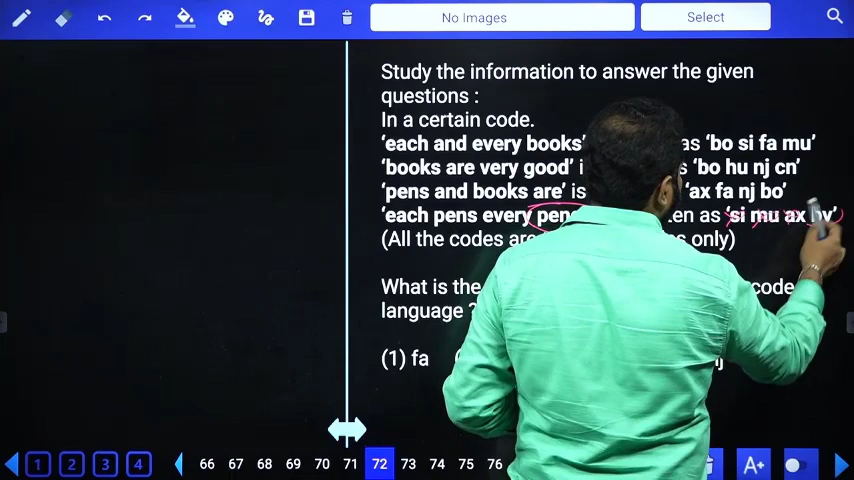 No Images
Select
Study the information to answer the given
questions :
In a certain code.
‘each and every books’ as ‘bo si fa mu’
‘books are very good’ i s ‘bo hu nj cn’
‘pens and books are’ is ‘ax fa nj bo’
‘each pens every pen ten as ‘si mu ax
(All the codes are s only)
What is the code
language ?
(1) fa
1 2 3 4 66 67 68 69 70 71 72 73 74 75 76 A+